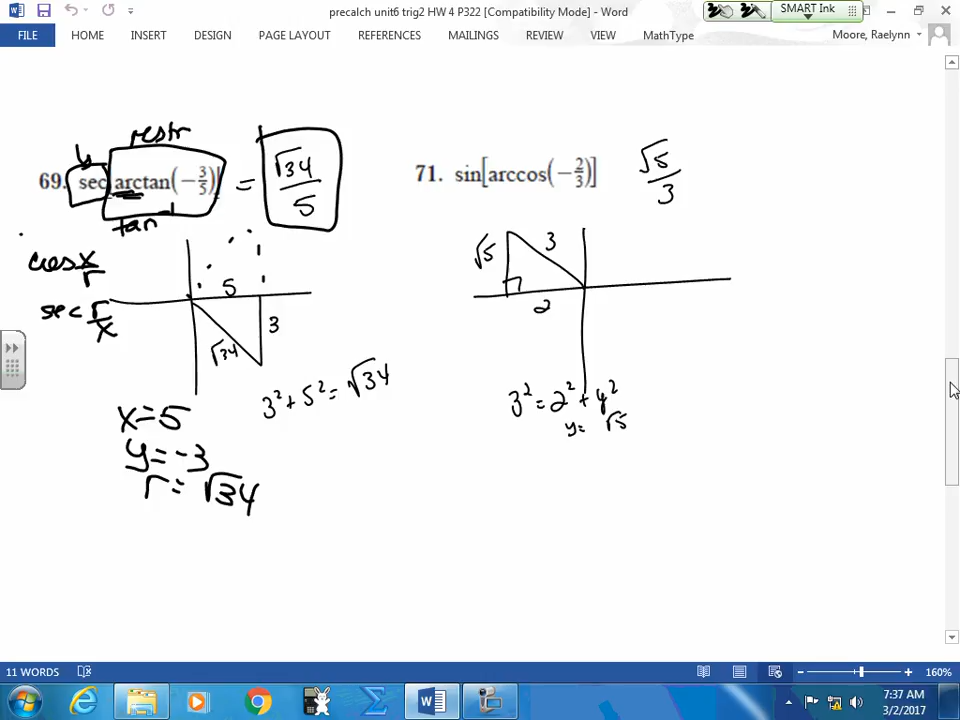 precalch unit6 trig2 HW 4 P322 [Compatibility Mode] - Word
SMART Ink
FILE HOME INSERT DESIGN PAGE LAYOUT REFERENCES MAILINGS REVIEW VIEW MathType Moore, Raelynn
restr
69. sec[arctan(-3/5)] = √34/5
tan⁻¹
cos x/r
sec r/x
5
3
√34
3² + 5² = √34
x = 5
y = -3
r = √34
71. sin[arccos(-2/3)] √5/3
√5
3
2
3² = 2² + y²
y = √5
11 WORDS
160%
7:37 AM
3/2/2017